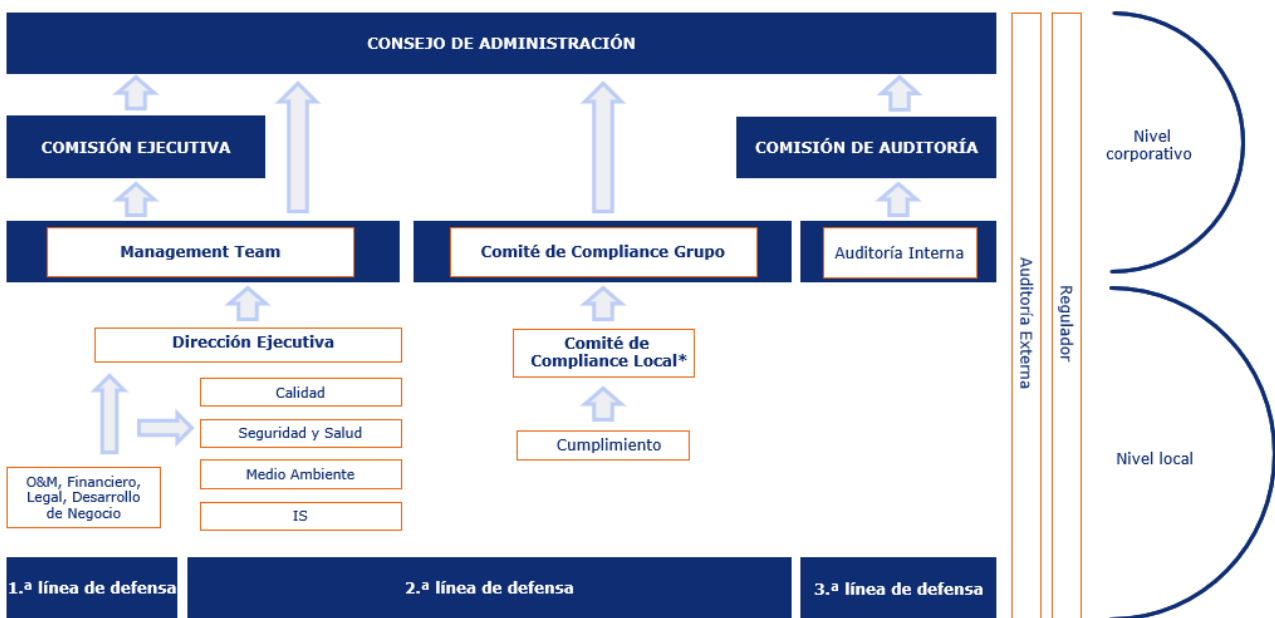 CONSEJO DE ADMINISTRACIÓN
COMISIÓN EJECUTIVA
COMISIÓN DE AUDITORÍA
Management Team
Comité de Compliance Grupo
Auditoría Interna
Dirección Ejecutiva
Comité de
Compliance Local*
Calidad
Seguridad y Salud
Medio Ambiente
IS
Cumplimiento
O&M, Financiero,
Legal, Desarrollo
de Negocio
1.ª línea de defensa
2.ª línea de defensa
3.ª línea de defensa
Auditoría Externa
Regulador
Nivel
corporativo
Nivel local